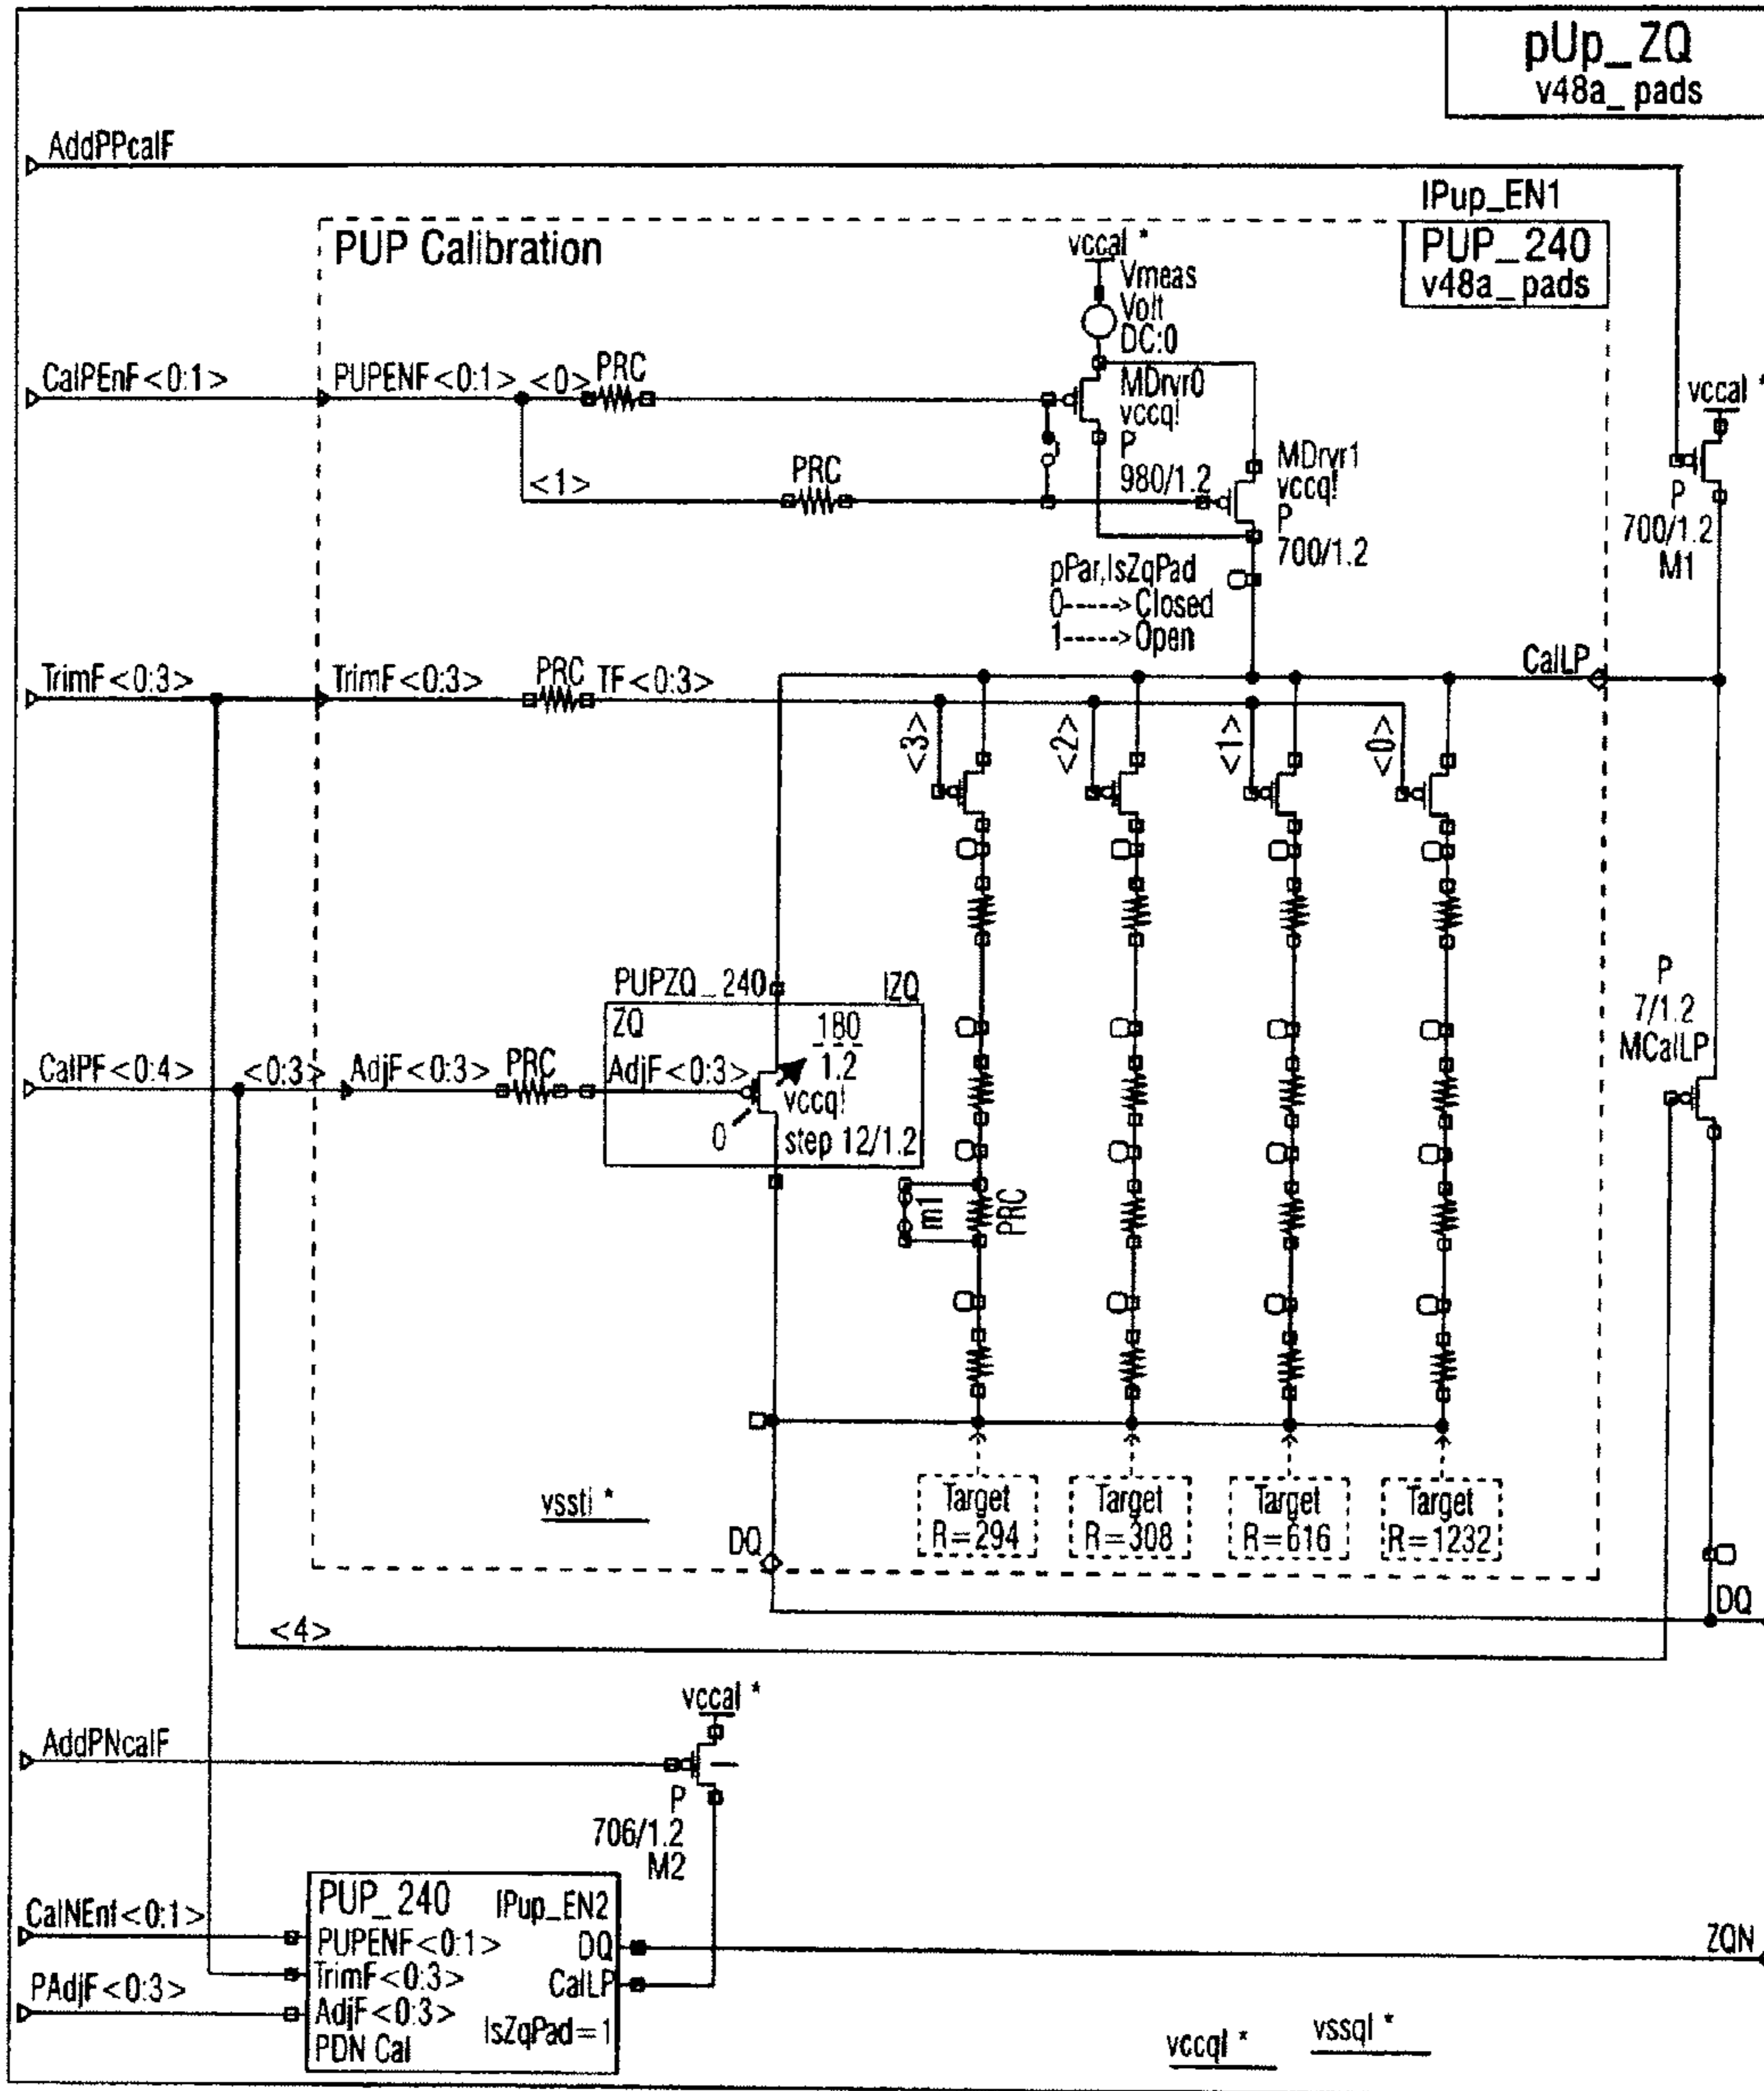 pUp_ZQ
v48a_pads
AddPPcalF
IPup_EN1
PUP_240
v48a_pads
PUP Calibration
vccal *
Vmeas
Volt
DC:0
CalPEnF<0:1>
PUPENF<0:1>
<0>
PRC
MDrvr0
vccq!
P
980/1.2
vccal *
<1>
PRC
MDrvr1
vccq!
P
700/1.2
P
700/1.2
M1
pPar,IsZqPad
0----->Closed
1----->Open
TrimF<0:3>
TrimF<0:3>
PRC
TF<0:3>
CalLP
<3>
<2>
<1>
<0>
PUPZQ_240
IZQ
ZQ
180
1.2
AdjF<0:3>
vccq!
0
step 12/1.2
P
7/1.2
MCalLP
CalPF<0:4>
<0:3>
AdjF<0:3>
PRC
m1
PRC
vsstl *
Target
R=294
Target
R=308
Target
R=616
Target
R=1232
DQ
DQ
<4>
vccal *
AddPNcalF
P
706/1.2
M2
CalNEnf<0:1>
PUP_240
IPup_EN2
PUPENF<0:1>
DQ
ZQN
TrimF<0:3>
CalLP
PAdjF<0:3>
AdjF<0:3>
IsZqPad=1
PDN Cal
vccql *
vssql *